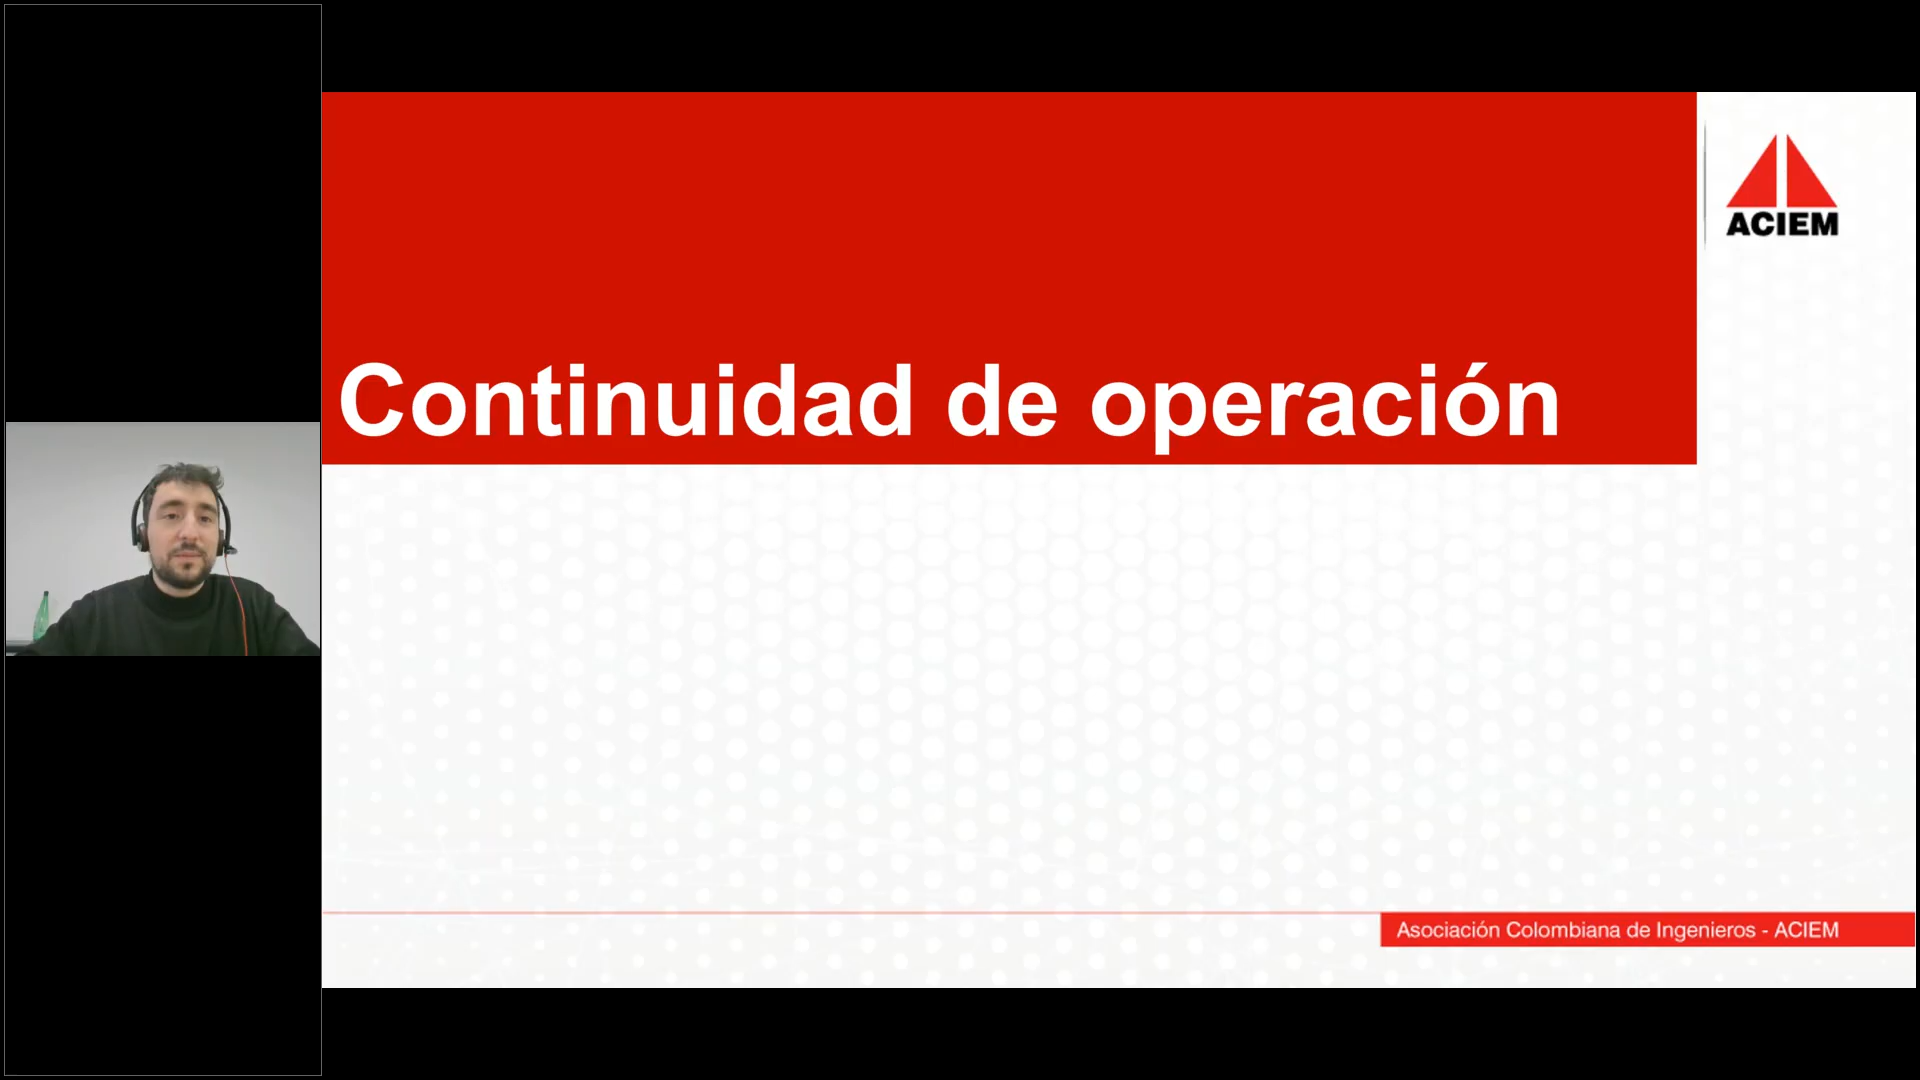 ACIEM
Continuidad de operación
Asociación Colombiana de Ingenieros - ACIEM